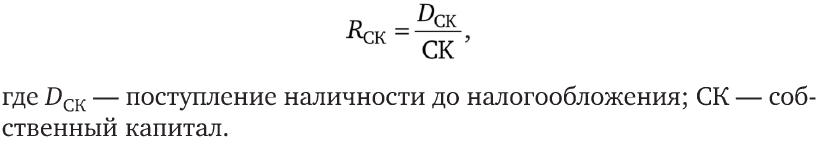 R_СК = D_СК / СК,
где D_СК — поступление наличности до налогообложения; СК — соб-
ственный капитал.